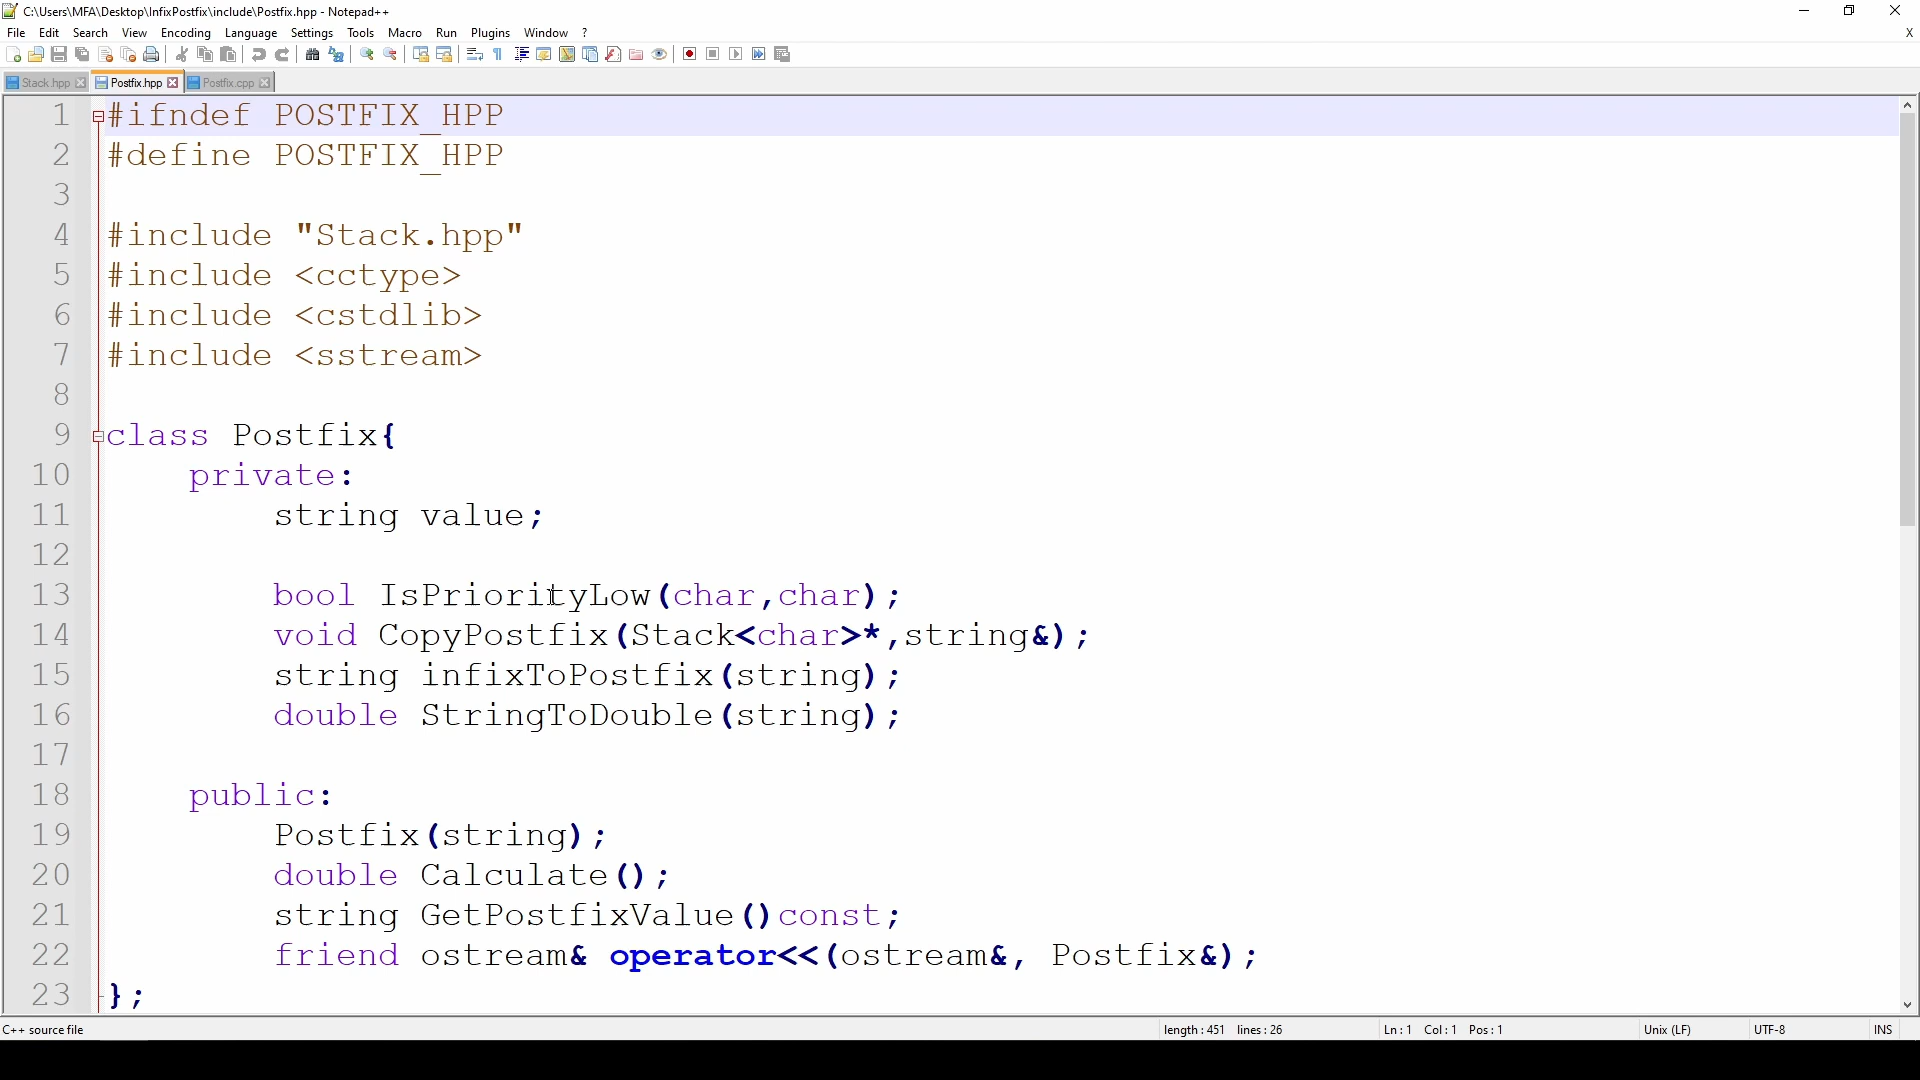 C:\Users\MFA\Desktop\InfixPostfix\include\Postfix.hpp - Notepad++
File Edit Search View Encoding Language Settings Tools Macro Run Plugins Window ? X
Stack.hpp Postfix.hpp Postfix.cpp
1 #ifndef POSTFIX_HPP
2 #define POSTFIX_HPP
3
4 #include "Stack.hpp"
5 #include <cctype>
6 #include <cstdlib>
7 #include <sstream>
8
9 class Postfix{
10 private:
11 string value;
12
13 bool IsPriorityLow(char,char);
14 void CopyPostfix(Stack<char>*,string&);
15 string infixToPostfix(string);
16 double StringToDouble(string);
17
18 public:
19 Postfix(string);
20 double Calculate();
21 string GetPostfixValue()const;
22 friend ostream& operator<<(ostream&, Postfix&);
23 };
C++ source file length : 451 lines : 26 Ln : 1 Col : 1 Pos : 1 Unix (LF) UTF-8 INS